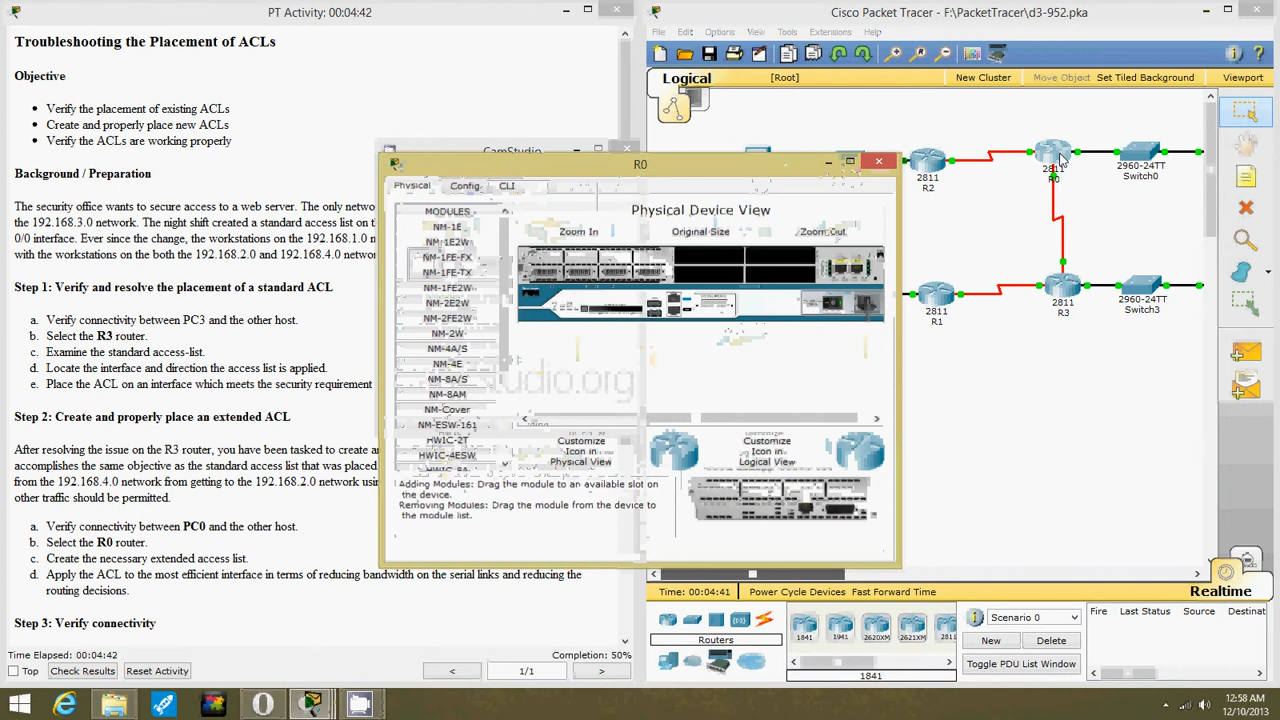 PT Activity: 00:04:42
Cisco Packet Tracer - F:\PacketTracer\d3-952.pka
File Edit Options View Tools Extensions Help
Logical
[Root]
New Cluster
Move Object
Set Tiled Background
Viewport
Troubleshooting the Placement of ACLs
Objective
Verify the placement of existing ACLs
Create and properly place new ACLs
Verify the ACLs are working properly
Background / Preparation
The security office wants to secure access to a web server. The only netwo
the 192.168.3.0 network. The night shift created a standard access list on t
0/0 interface. Ever since the change, the workstations on the 192.168.1.0 n
with the workstations on the both the 192.168.2.0 and 192.168.4.0 network
Step 1: Verify and resolve the placement of a standard ACL
a. Verify connectivity between PC3 and the other host.
b. Select the R3 router.
c. Examine the standard access-list.
d. Locate the interface and direction the access list is applied.
e. Place the ACL on an interface which meets the security requirement
Step 2: Create and properly place an extended ACL
After resolving the issue on the R3 router, you have been tasked to create an
accomplishes the same objective as the standard access list that was placed
from the 192.168.4.0 network from getting to the 192.168.2.0 network usin
other traffic should be permitted.
a. Verify connectivity between PC0 and the other host.
b. Select the R0 router.
c. Create the necessary extended access list.
d. Apply the ACL to the most efficient interface in terms of reducing bandwidth on the serial links and reducing the
routing decisions.
Step 3: Verify connectivity
Time Elapsed: 00:04:42
Completion: 50%
Top
Check Results
Reset Activity
<
1/1
>
CamStudio
R0
Physical
Config
CLI
MODULES
NM-1E
NM-1E2W
NM-1FE-FX
NM-1FE-TX
NM-1FE2W
NM-2E2W
NM-2FE2W
NM-2W
NM-4A/S
NM-4E
NM-8A/S
NM-8AM
NM-Cover
NM-ESW-161
HWIC-2T
HWIC-4ESW
Physical Device View
Zoom In
Original Size
Zoom Out
Studio.org
Customize
Icon in
Physical View
Customize
Icon in
Logical View
Adding Modules: Drag the module to an available slot on
the device.
Removing Modules: Drag the module from the device to
the module list.
2811
R2
2811
R0
2960-24TT
Switch0
2811
R1
2811
R3
2960-24TT
Switch3
Time: 00:04:41
Power Cycle Devices Fast Forward Time
Realtime
Routers
1841
1941
2620XM
2621XM
2811
1841
Scenario 0
New
Delete
Toggle PDU List Window
Fire
Last Status
Source
Destinat
12:58 AM
12/10/2013